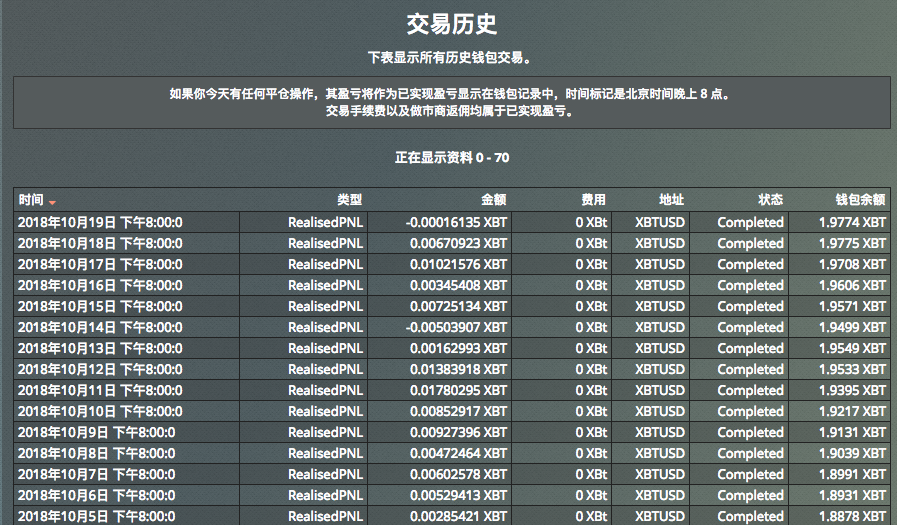 交易历史
下表显示所有历史钱包交易。
如果你今天有任何平仓操作，其盈亏将作为已实现盈亏显示在钱包记录中，时间标记是北京时间晚上 8 点。
交易手续费以及做市商返佣均属于已实现盈亏。
正在显示资料 0 - 70
时间 类型 金额 费用 地址 状态 钱包余额
2018年10月19日 下午8:00:0 RealisedPNL -0.00016135 XBT 0 XBt XBTUSD Completed 1.9774 XBT
2018年10月18日 下午8:00:0 RealisedPNL 0.00670923 XBT 0 XBt XBTUSD Completed 1.9775 XBT
2018年10月17日 下午8:00:0 RealisedPNL 0.01021576 XBT 0 XBt XBTUSD Completed 1.9708 XBT
2018年10月16日 下午8:00:0 RealisedPNL 0.00345408 XBT 0 XBt XBTUSD Completed 1.9606 XBT
2018年10月15日 下午8:00:0 RealisedPNL 0.00725134 XBT 0 XBt XBTUSD Completed 1.9571 XBT
2018年10月14日 下午8:00:0 RealisedPNL -0.00503907 XBT 0 XBt XBTUSD Completed 1.9499 XBT
2018年10月13日 下午8:00:0 RealisedPNL 0.00162993 XBT 0 XBt XBTUSD Completed 1.9549 XBT
2018年10月12日 下午8:00:0 RealisedPNL 0.01383918 XBT 0 XBt XBTUSD Completed 1.9533 XBT
2018年10月11日 下午8:00:0 RealisedPNL 0.01780295 XBT 0 XBt XBTUSD Completed 1.9395 XBT
2018年10月10日 下午8:00:0 RealisedPNL 0.00852917 XBT 0 XBt XBTUSD Completed 1.9217 XBT
2018年10月9日 下午8:00:0 RealisedPNL 0.00927396 XBT 0 XBt XBTUSD Completed 1.9131 XBT
2018年10月8日 下午8:00:0 RealisedPNL 0.00472464 XBT 0 XBt XBTUSD Completed 1.9039 XBT
2018年10月7日 下午8:00:0 RealisedPNL 0.00602578 XBT 0 XBt XBTUSD Completed 1.8991 XBT
2018年10月6日 下午8:00:0 RealisedPNL 0.00529413 XBT 0 XBt XBTUSD Completed 1.8931 XBT
2018年10月5日 下午8:00:0 RealisedPNL 0.00285421 XBT 0 XBt XBTUSD Completed 1.8878 XBT